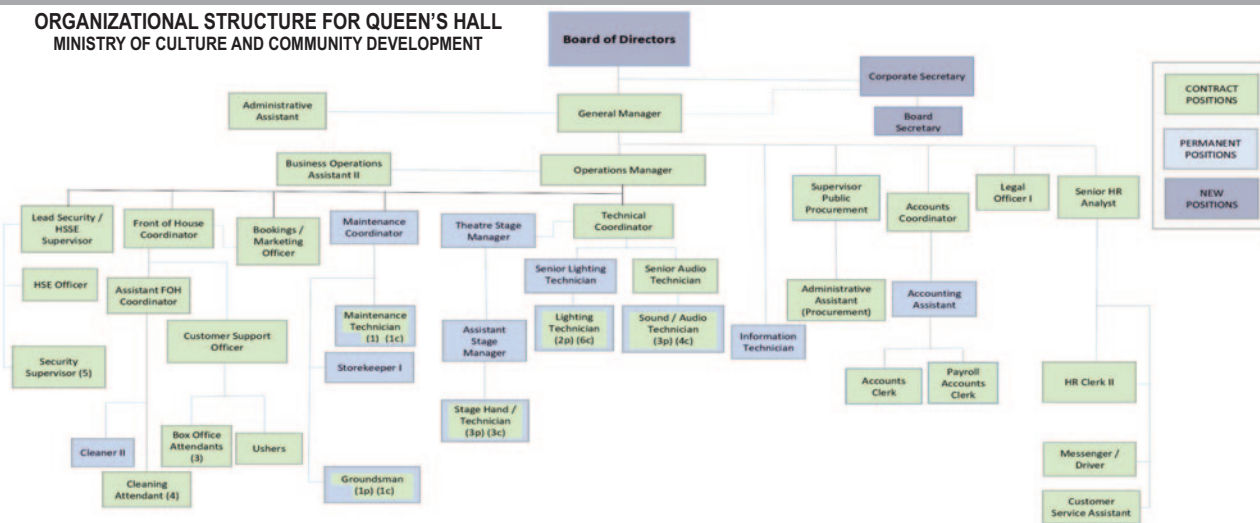 ORGANIZATIONAL STRUCTURE FOR QUEEN'S HALL
MINISTRY OF CULTURE AND COMMUNITY DEVELOPMENT
Board of Directors
Corporate Secretary
Board
Secretary
Administrative
Assistant
General Manager
Business Operations
Assistant II
Operations Manager
CONTRACT
POSITIONS
PERMANENT
POSITIONS
NEW
POSITIONS
Lead Security /
HSSE
Supervisor
Front of House
Coordinator
Bookings /
Marketing
Officer
Maintenance
Coordinator
Theatre Stage
Manager
Technical
Coordinator
Supervisor
Public
Procurement
Accounts
Coordinator
Legal
Officer I
Senior HR
Analyst
HSE Officer
Assistant FOH
Coordinator
Senior Lighting
Technician
Senior Audio
Technician
Administrative
Assistant
(Procurement)
Accounting
Assistant
Customer Support
Officer
Maintenance
Technician
(1) (1c)
Assistant
Stage
Manager
Lighting
Technician
(2p) (6c)
Sound / Audio
Technician
(3p) (4c)
Information
Technician
Security
Supervisor (5)
Storekeeper I
Accounts
Clerk
Payroll
Accounts
Clerk
HR Clerk II
Cleaner II
Box Office
Attendants
(3)
Ushers
Stage Hand /
Technician
(3p) (3c)
Cleaning
Attendant (4)
Groundsman
(1p) (1c)
Messenger /
Driver
Customer
Service Assistant